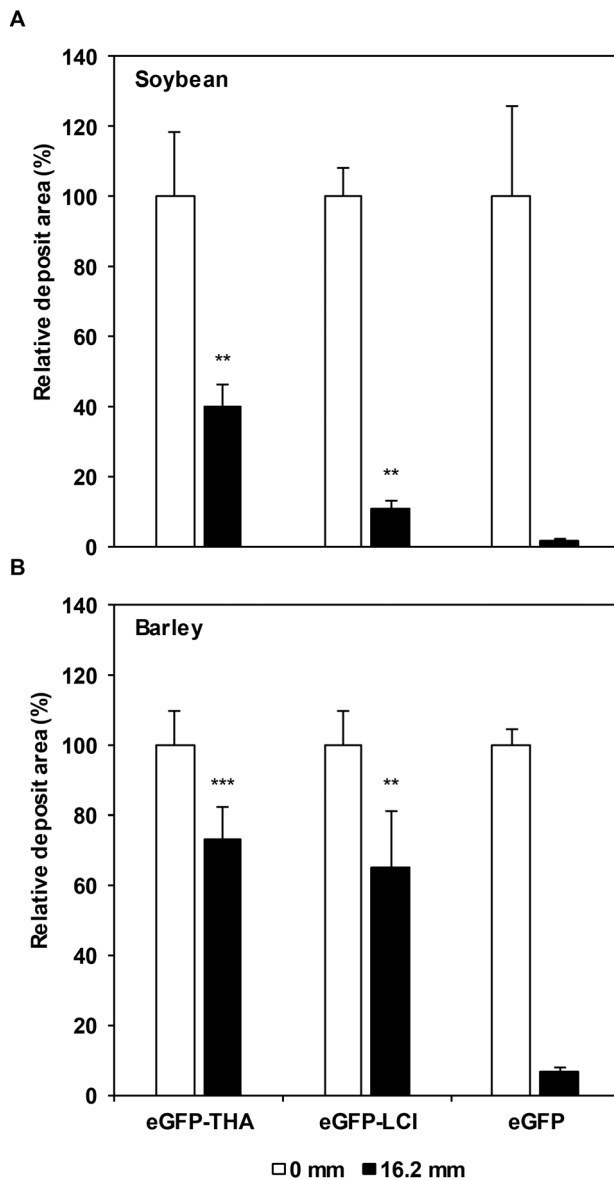 A
Relative deposit area (%)
140
120
100
80
60
40
20
0
Soybean
**
**
B
Relative deposit area (%)
140
120
100
80
60
40
20
0
Barley
***
**
eGFP-THA eGFP-LCI eGFP
0 mm 16.2 mm